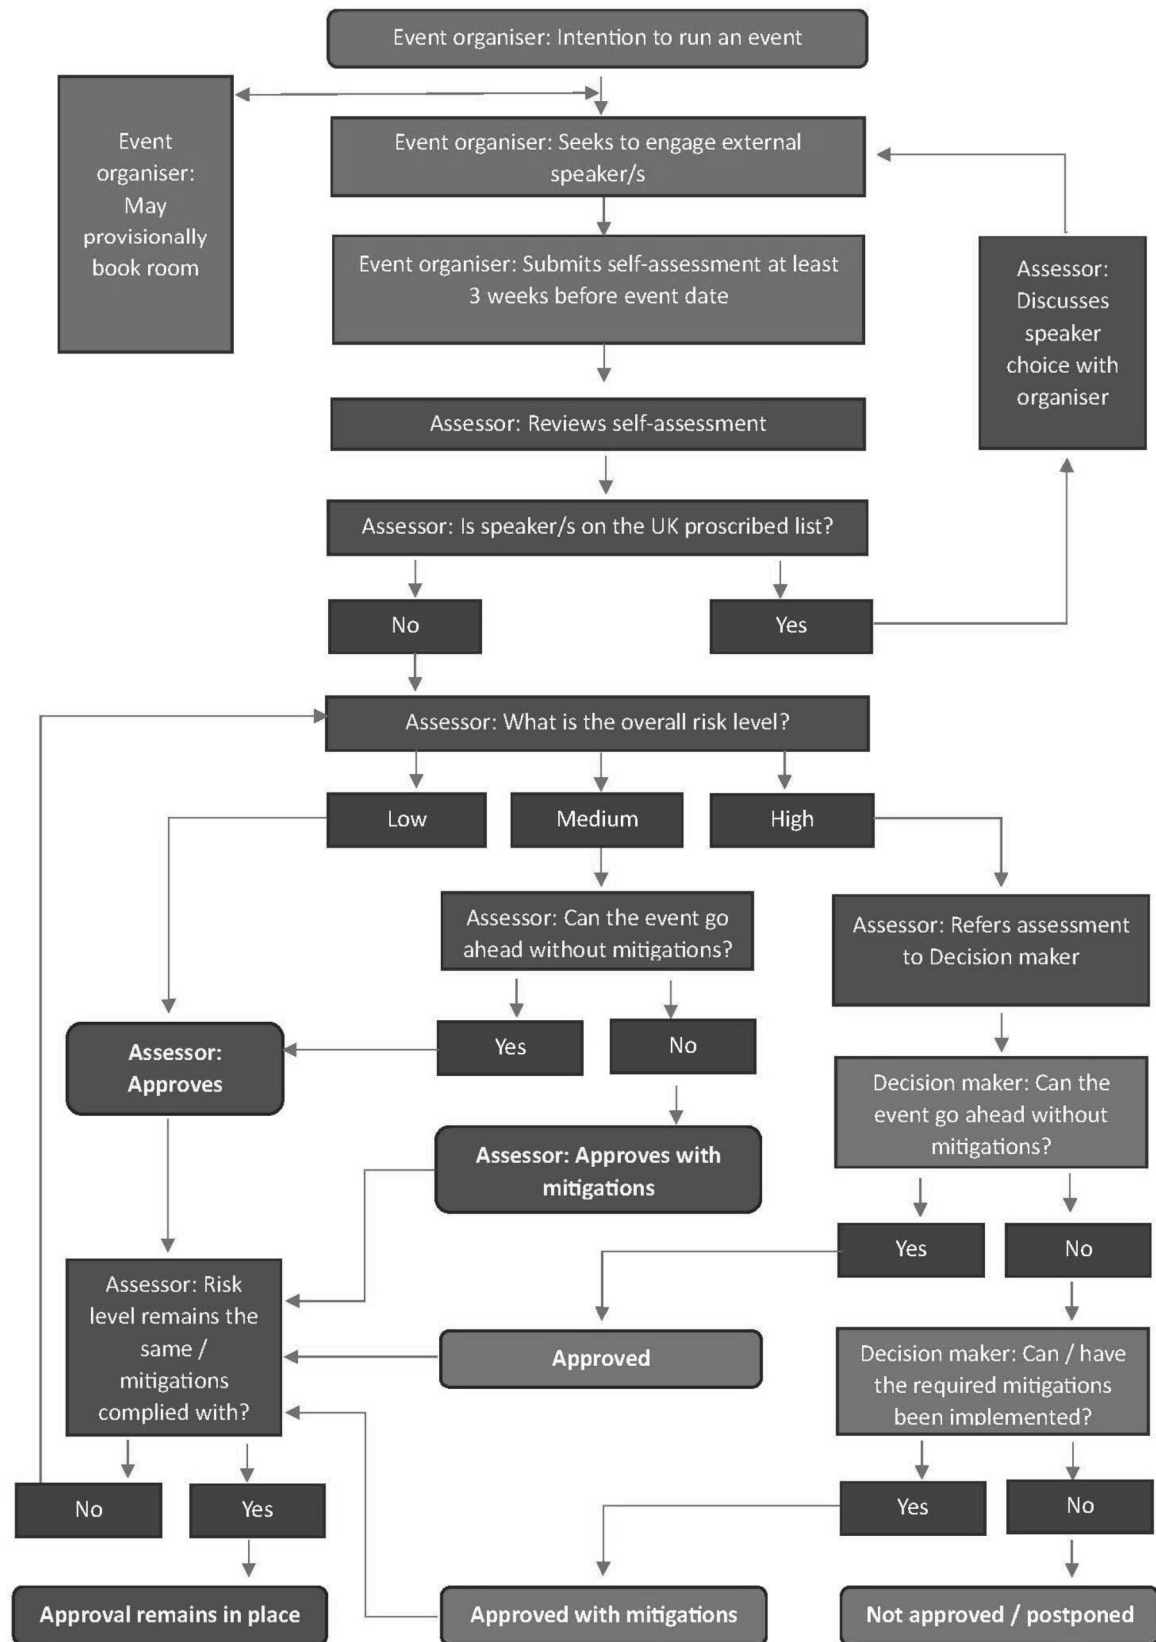 Event organiser: Intention to run an event
Event
organiser:
May
provisionally
book room
Event organiser: Seeks to engage external
speaker/s
Event organiser: Submits self-assessment at least
3 weeks before event date
Assessor:
Discusses
speaker
choice with
organiser
Assessor: Reviews self-assessment
Assessor: Is speaker/s on the UK proscribed list?
No
Yes
Assessor: What is the overall risk level?
Low
Medium
High
Assessor: Can the event go
ahead without mitigations?
Assessor: Refers assessment
to Decision maker
Yes
No
Assessor:
Approves
Decision maker: Can the
event go ahead without
mitigations?
Assessor: Approves with
mitigations
Yes
No
Assessor: Risk
level remains the
same /
mitigations
complied with?
Approved
Decision maker: Can / have
the required mitigations
been implemented?
No
Yes
Yes
No
Approval remains in place
Approved with mitigations
Not approved / postponed